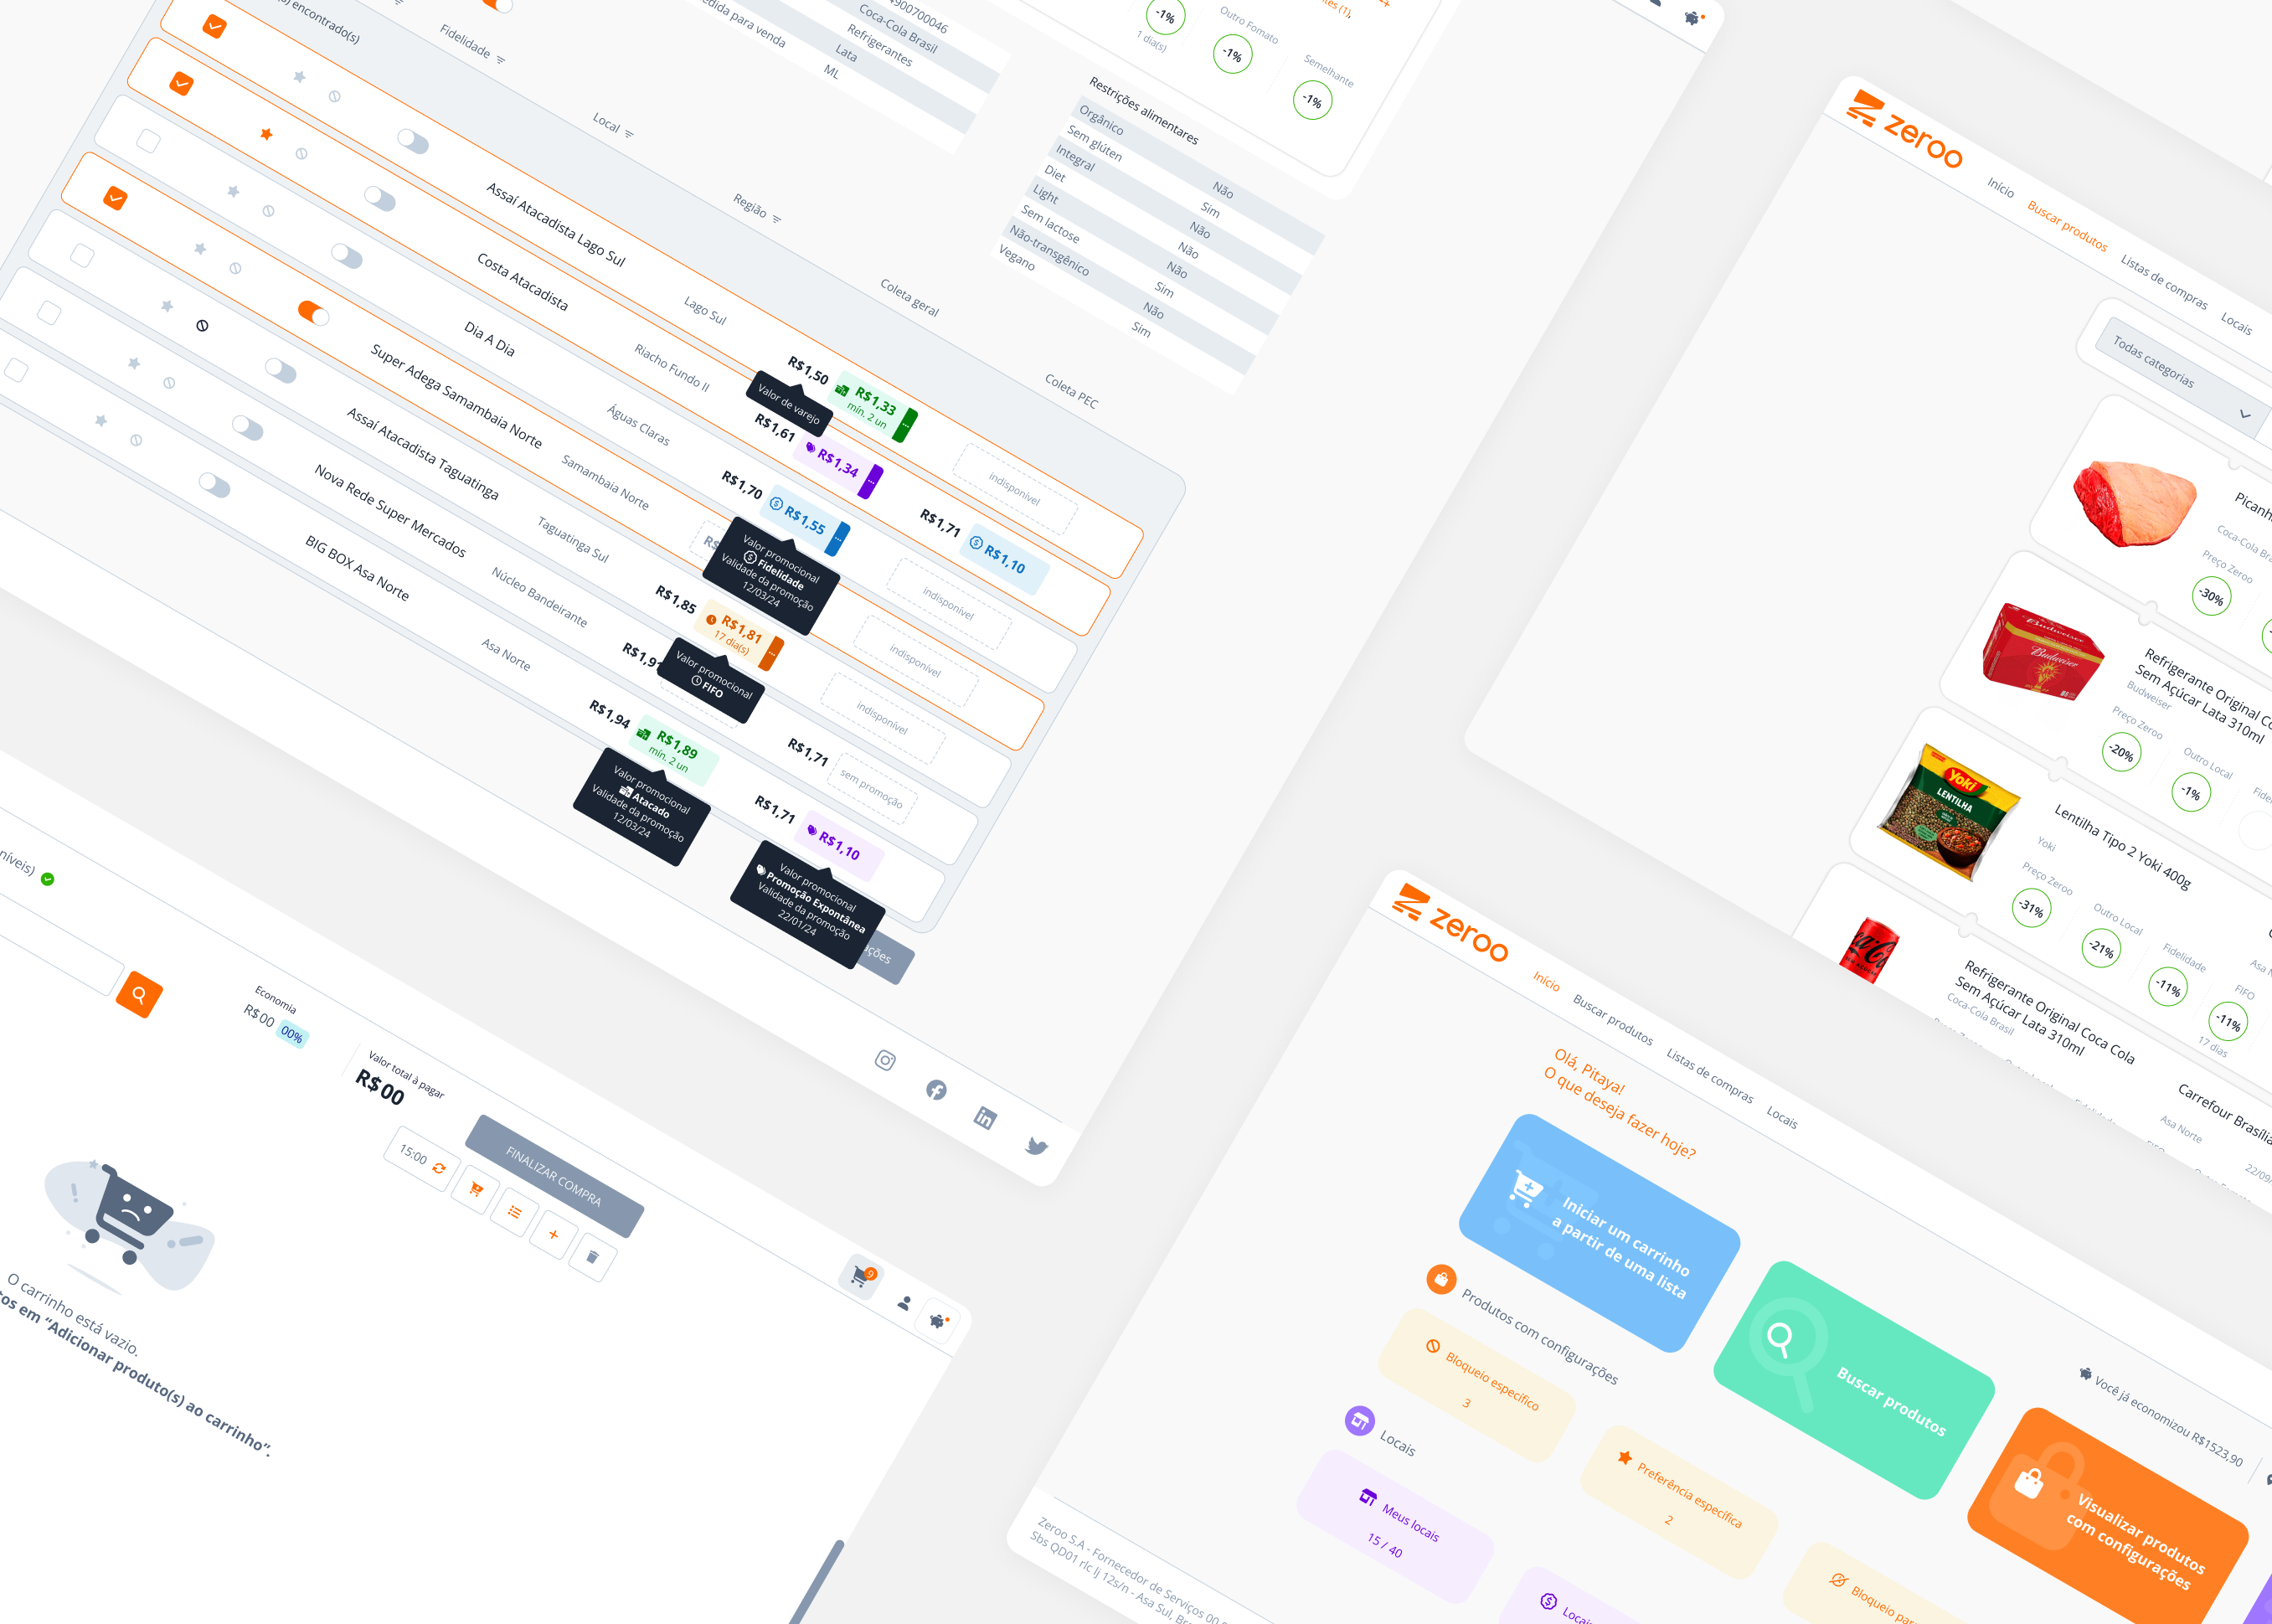 encontrado(s)
Fidelidade
Local
Região
Coleta geral
Coleta PEC
Assaí Atacadista Lago Sul
Lago Sul
R$1,50
R$1,33
mín. 2 un
indisponível
Valor de varejo
Costa Atacadista
Riacho Fundo II
R$1,61
R$1,34
R$1,71
R$1,10
Dia A Dia
Águas Claras
R$1,70
R$1,55
indisponível
Valor promocional
Fidelidade
Validade da promoção
12/03/24
Super Adega Samambaia Norte
Samambaia Norte
indisponível
Assaí Atacadista Taguatinga
Taguatinga Sul
R$1,85
R$1,81
17 dia(s)
indisponível
Valor promocional
FIFO
Nova Rede Super Mercados
Núcleo Bandeirante
R$1,71
sem promoção
BIG BOX Asa Norte
Asa Norte
R$1,94
R$1,89
mín. 2 un
R$1,71
R$1,10
Valor promocional
Atacado
Validade da promoção
12/03/24
Valor promocional
Promoção Expontânea
Validade da promoção
22/01/24
4900700046
Coca-Cola Brasil
Refrigerantes
para venda
Lata
ML
-1%
1 dia(s)
Outro Formato
-1%
Semelhante
-1%
Restrições alimentares
Orgânico Não
Sem glúten Sim
Integral Não
Diet Não
Light Não
Sem lactose Sim
Não-transgênico Não
Vegano Sim
zeroo
Início
Buscar produtos
Listas de compras
Locais
Todas categorias
Preço Zeroo
-30%
Budweiser
Budweiser
Refrigerante Original
Sem Açúcar Lata 310ml
Budweiser
Preço Zeroo
-20%
Outro Local
-1%
Yoki
LENTILHA
Lentilha Tipo 2 Yoki 400g
Yoki
Preço Zeroo
-31%
Outro Local
-21%
Fidelidade
-11%
FIFO
-11%
17 dias
Refrigerante Original Coca Cola
Sem Açúcar Lata 310ml
Coca-Cola Brasil
Carrefour Brasília
Asa Norte
Economia
R$00
00%
Valor total à pagar
R$00
FINALIZAR COMPRA
15:00
9
O carrinho está vazio.
em “Adicionar produto(s) ao carrinho”.
zeroo
Início
Buscar produtos
Listas de compras
Locais
Olá, Pitaya!
O que deseja fazer hoje?
Você já economizou R$1523,90
Iniciar um carrinho
a partir de uma lista
Buscar produtos
Visualizar produtos
com configurações
Produtos com configurações
Bloqueio específico
3
Preferência específica
2
Locais
Meus locais
15 / 40
Zeroo S.A - Fornecedor de Serviços
Sbs QD01 rlc lj 12s/n - Asa Sul,